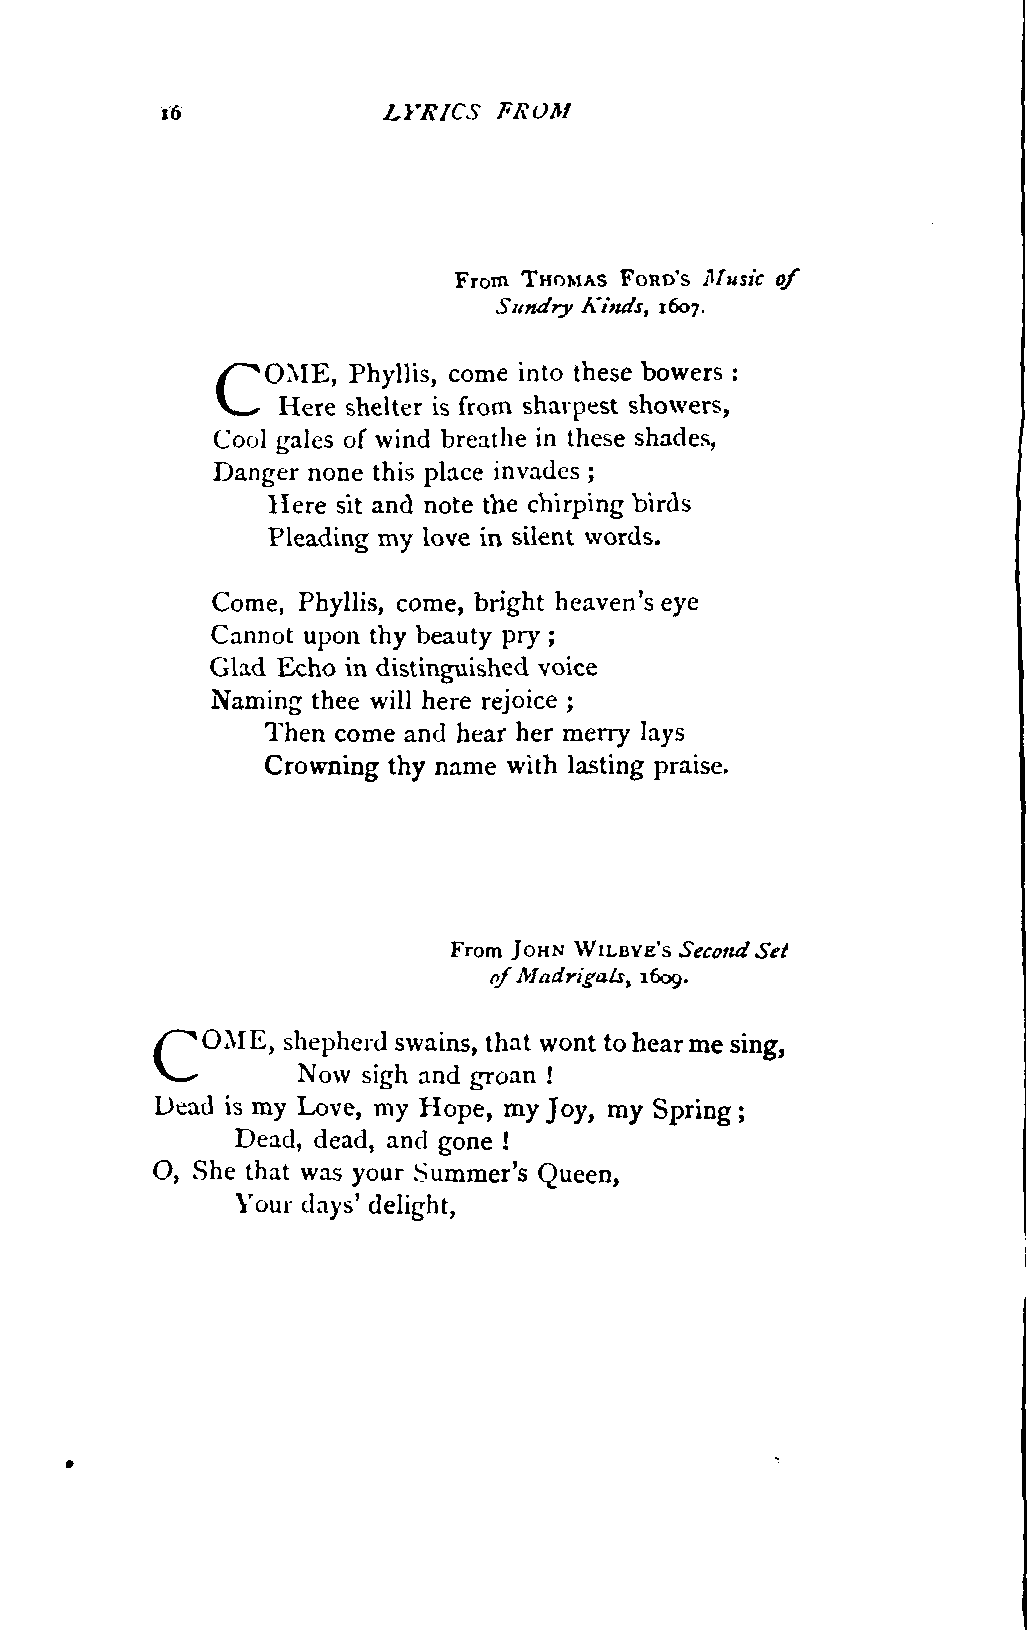 16 LYRICS FROM
From THOMAS FORD'S Music of
Sundry Kinds, 1607.
COME, Phyllis, come into these bowers :
Here shelter is from sharpest showers,
Cool gales of wind breathe in these shades,
Danger none this place invades ;
Here sit and note the chirping birds
Pleading my love in silent words.
Come, Phyllis, come, bright heaven's eye
Cannot upon thy beauty pry ;
Glad Echo in distinguished voice
Naming thee will here rejoice ;
Then come and hear her merry lays
Crowning thy name with lasting praise.
From JOHN WILBYE'S Second Set
of Madrigals, 1609.
COME, shepherd swains, that wont to hear me sing,
Now sigh and groan !
Dead is my Love, my Hope, my Joy, my Spring ;
Dead, dead, and gone !
O, She that was your Summer's Queen,
Your days' delight,